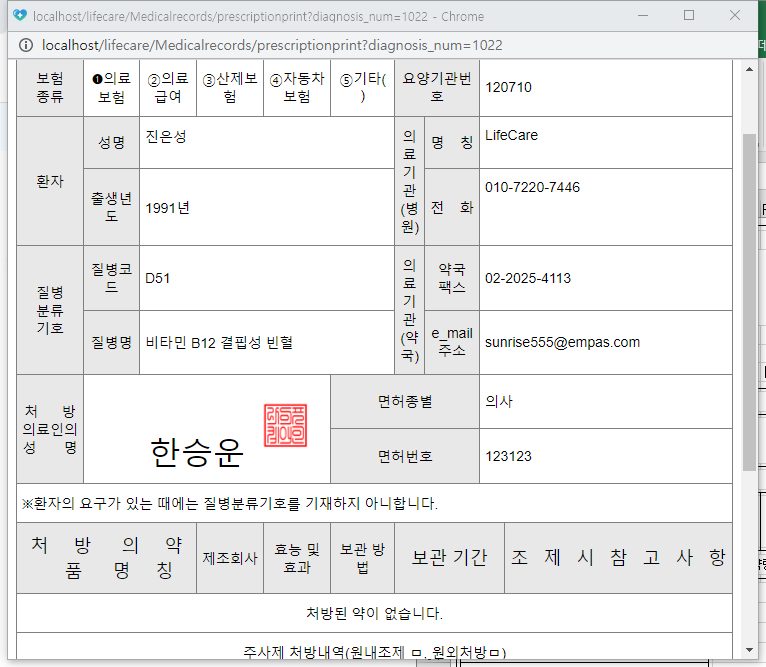 localhost/lifecare/Medicalrecords/prescriptionprint?diagnosis_num=1022 - Chrome
localhost/lifecare/Medicalrecords/prescriptionprint?diagnosis_num=1022
보험
종류
❶의료
보험
②의료
급여
③산제보
험
④자동차
보험
⑤기타(
)
요양기관번
호
120710
환자
성명
진은성
의
료
기
관
(병
원)
명 칭
LifeCare
출생년
도
1991년
전 화
010-7220-7446
질병
분류
기호
질병코
드
D51
의
료
기
관
(약
국)
약국
팩스
02-2025-4113
질병명
비타민 B12 결핍성 빈혈
e_mail
주소
sunrise555@empas.com
처 방
의료인의
성 명
한승운
면허종별
의사
면허번호
123123
※환자의 요구가 있는 때에는 질병분류기호를 기재하지 아니합니다.
처 방 의 약
품 명 칭
제조회사
효능 및
효과
보관 방
법
보관 기간
조 제 시 참 고 사 항
처방된 약이 없습니다.
주사제 처방내역(원내조제 ㅁ, 원외처방ㅁ)